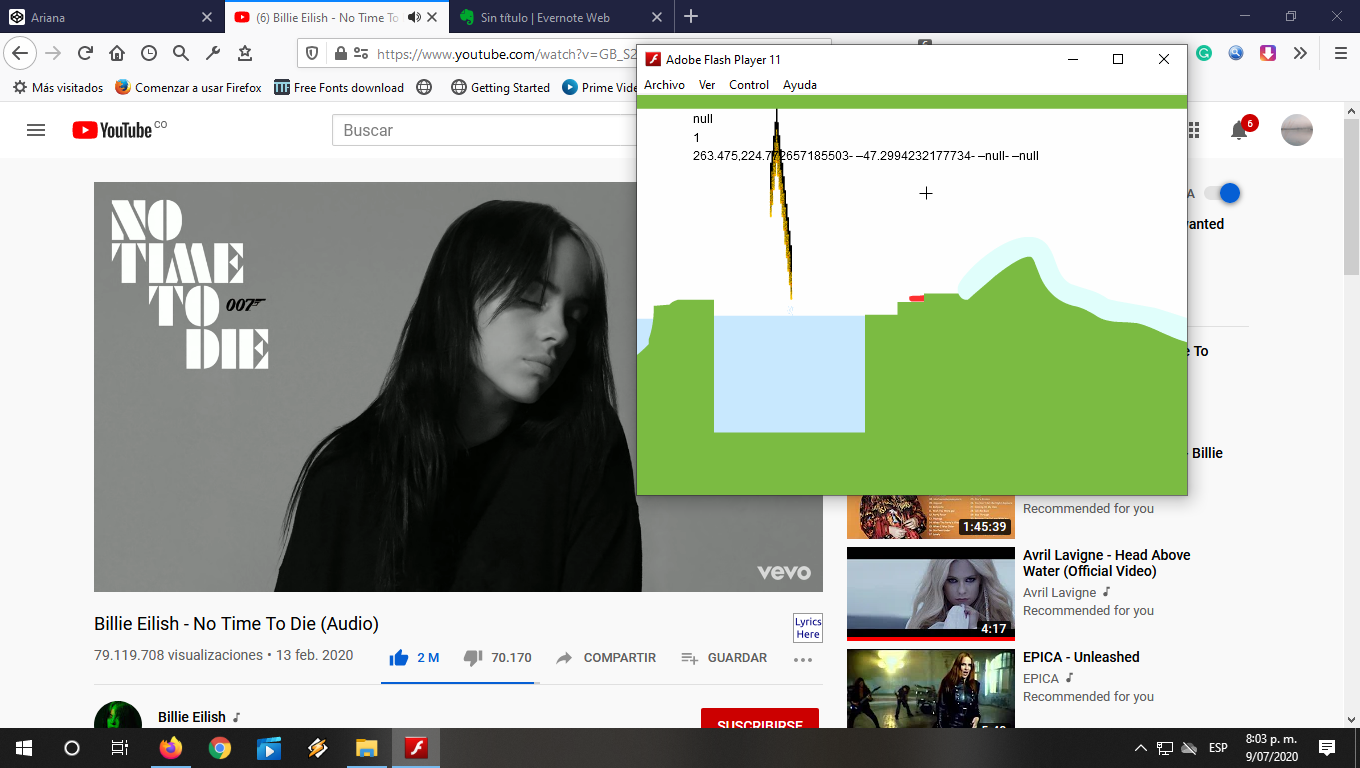 Ariana
(6) Billie Eilish - No Time To
Sin título | Evernote Web
https://www.youtube.com/watch?v=GB_S2
Más visitados
Comenzar a usar Firefox
Free Fonts download
Getting Started
Prime Vide
Adobe Flash Player 11
Archivo Ver Control Ayuda
null
1
263.475,224.772657185503- –47.2994232177734- –null- –null
YouTube CO
Buscar
6
A
anted
NO
TIME
TO 007
DIE
vevo
To
Billie
Recommended for you
1:45:39
Avril Lavigne - Head Above
Water (Official Video)
Avril Lavigne
Recommended for you
4:17
EPICA - Unleashed
EPICA
Recommended for you
Billie Eilish - No Time To Die (Audio)
Lyrics
Here
79.119.708 visualizaciones • 13 feb. 2020
2 M
70.170
COMPARTIR
GUARDAR
Billie Eilish
SUSCRIBIRSE
ESP
8:03 p. m.
9/07/2020